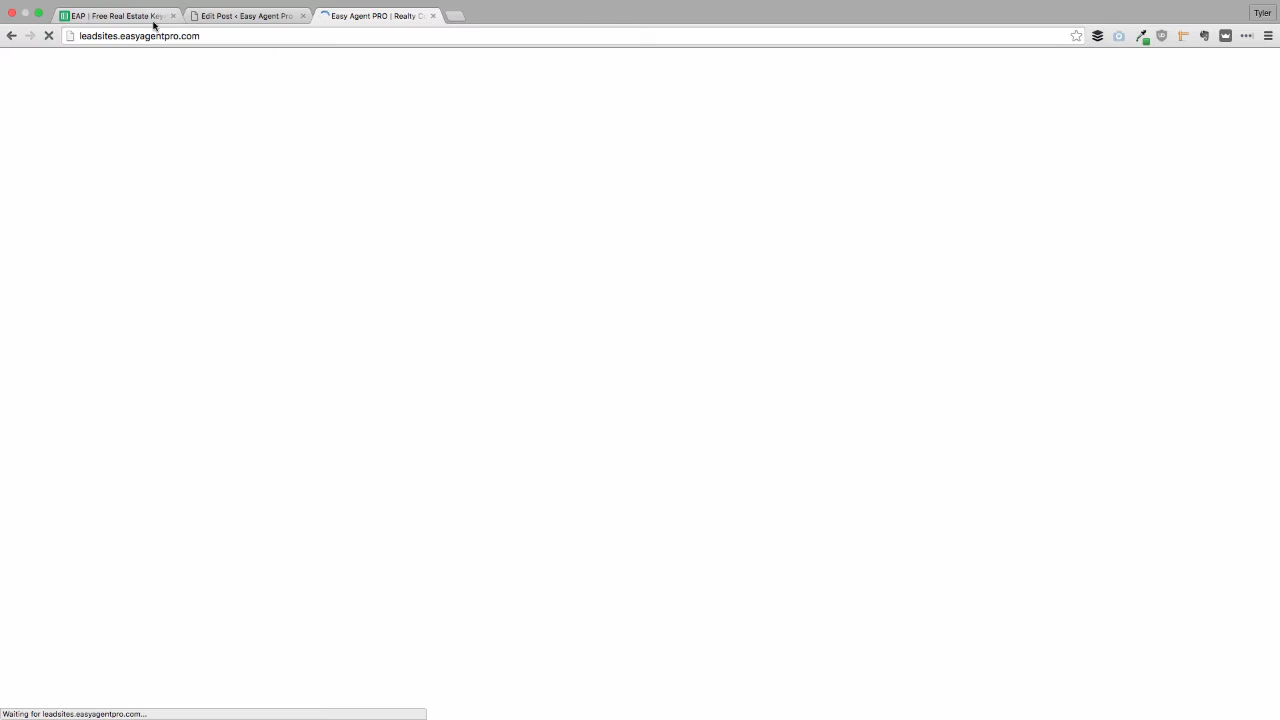 EAP | Free Real Estate Key
Edit Post ‹ Easy Agent Pro
Easy Agent PRO | Realty
Tyler
leadsites.easyagentpro.com
Waiting for leadsites.easyagentpro.com...